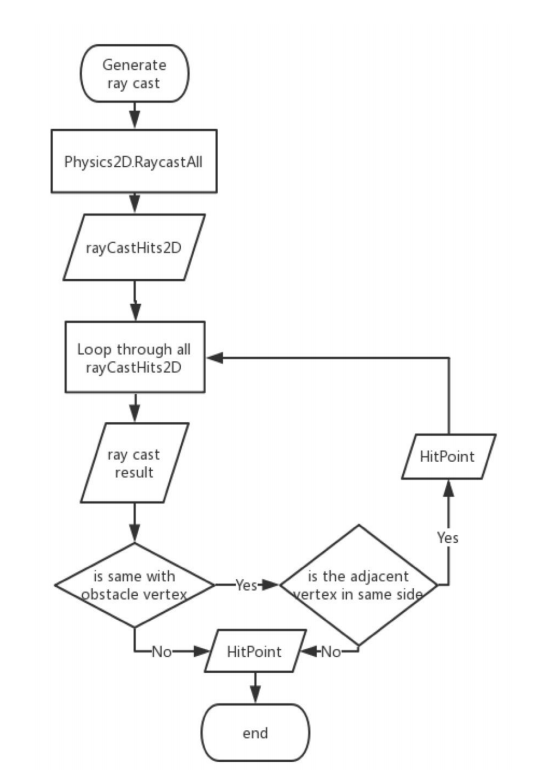 Generate
ray cast
Physics2D.RaycastAll
rayCastHits2D
Loop through all
rayCastHits2D
ray cast
result
HitPoint
Yes
is same with
obstacle vertex
Yes
is the adjacent
vertex in same side
No
HitPoint
No
end